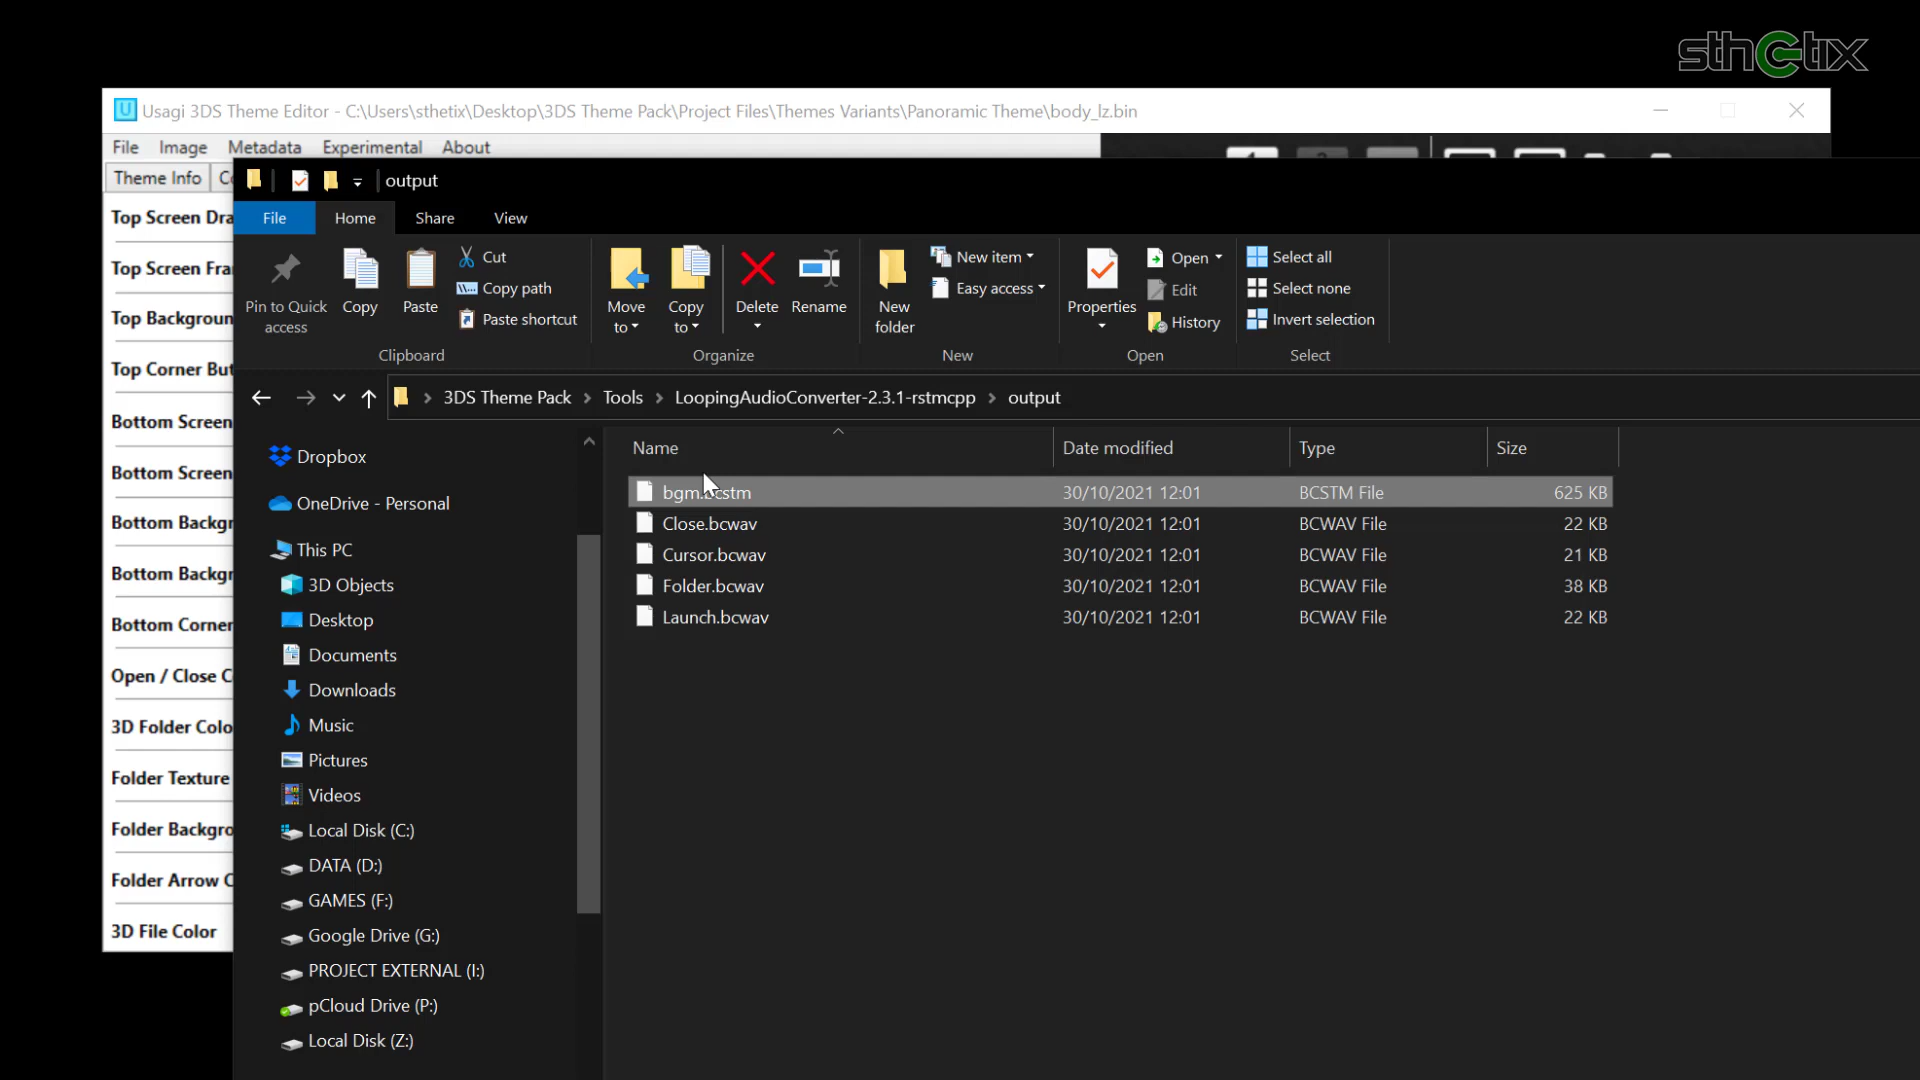 sthetix
Usagi 3DS Theme Editor - C:\Users\sthetix\Desktop\3DS Theme Pack\Project Files\Themes Variants\Panoramic Theme\body_lz.bin
File Image Metadata Experimental About
Theme Info
output
File Home Share View
Top Screen Dra
Top Screen Fra
Top Backgroun
Top Corner But
Bottom Screen
Bottom Screen
Bottom Backgr
Bottom Backgr
Bottom Corner
Open / Close C
3D Folder Colo
Folder Texture
Folder Backgro
Folder Arrow C
3D File Color
Pin to Quick access
Copy
Paste
Cut
Copy path
Paste shortcut
Clipboard
Move to
Copy to
Delete
Rename
Organize
New folder
New item
Easy access
New
Properties
Open
Edit
History
Open
Select all
Select none
Invert selection
Select
3DS Theme Pack > Tools > LoopingAudioConverter-2.3.1-rstmcpp > output
Dropbox
OneDrive - Personal
This PC
3D Objects
Desktop
Documents
Downloads
Music
Pictures
Videos
Local Disk (C:)
DATA (D:)
GAMES (F:)
Google Drive (G:)
PROJECT EXTERNAL (I:)
pCloud Drive (P:)
Local Disk (Z:)
Name Date modified Type Size
bgm.bcstm 30/10/2021 12:01 BCSTM File 625 KB
Close.bcwav 30/10/2021 12:01 BCWAV File 22 KB
Cursor.bcwav 30/10/2021 12:01 BCWAV File 21 KB
Folder.bcwav 30/10/2021 12:01 BCWAV File 38 KB
Launch.bcwav 30/10/2021 12:01 BCWAV File 22 KB